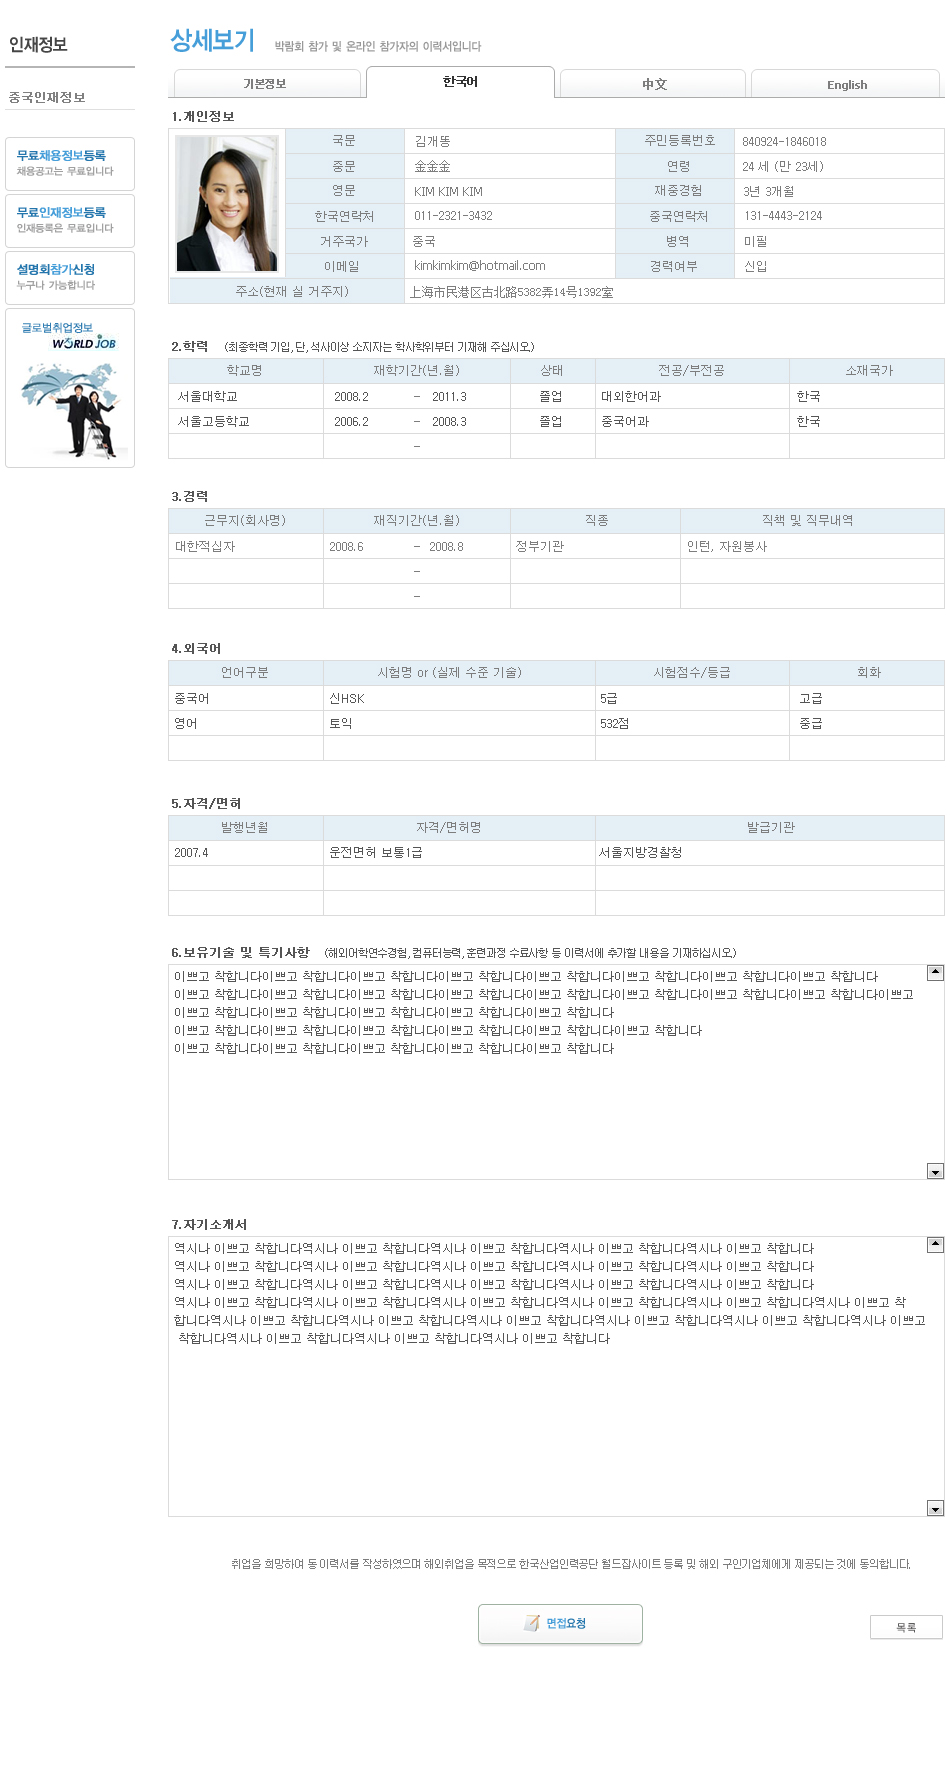 인재정보
중국인재정보
무료채용정보등록
채용공고는 무료입니다
무료인재정보등록
인재등록은 무료입니다
설명회참가신청
누구나 가능합니다
글로벌취업정보
WORLD JOB
상세보기 박람회 참가 및 온라인 참가자의 이력서입니다
기본정보 한국어 中文 English
1.개인정보
국문 김개똥 주민등록번호 840924-1846018
중문 金金金 연령 24 세 (만 23세)
영문 KIM KIM KIM 재중경험 3년 3개월
한국연락처 011-2321-3432 중국연락처 131-4443-2124
거주국가 중국 병역 미필
이메일 kimkimkim@hotmail.com 경력여부 신입
주소(현재 실 거주지) 上海市民港区古北路5382弄14号1392室
2.학력 (최종학력 기입, 단, 석사이상 소지자는 학사학위부터 기재해 주십시오.)
학교명 재학기간(년.월) 상태 전공/부전공 소재국가
서울대학교 2008.2 - 2011.3 졸업 대외한어과 한국
서울고등학교 2006.2 - 2008.3 졸업 중국어과 한국
-
3.경력
근무지(회사명) 재직기간(년.월) 직종 직책 및 직무내역
대한적십자 2008.6 - 2008.8 정부기관 인턴, 자원봉사
-
-
4.외국어
언어구분 시험명 or (실제 수준 기술) 시험점수/등급 회화
중국어 신HSK 5급 고급
영어 토익 532점 중급
5.자격/면허
발행년월 자격/면허명 발급기관
2007.4 운전면허 보통1급 서울지방경찰청
6.보유기술 및 특기사항 (해외어학연수경험, 컴퓨터능력, 훈련과정 수료사항 등 이력서에 추가할 내용을 기재하십시오.)
이쁘고 착합니다이쁘고 착합니다이쁘고 착합니다이쁘고 착합니다이쁘고 착합니다이쁘고 착합니다이쁘고 착합니다이쁘고 착합니다
이쁘고 착합니다이쁘고 착합니다이쁘고 착합니다이쁘고 착합니다이쁘고 착합니다이쁘고 착합니다이쁘고 착합니다이쁘고 착합니다이쁘고
이쁘고 착합니다이쁘고 착합니다이쁘고 착합니다이쁘고 착합니다이쁘고 착합니다
이쁘고 착합니다이쁘고 착합니다이쁘고 착합니다이쁘고 착합니다이쁘고 착합니다이쁘고 착합니다
이쁘고 착합니다이쁘고 착합니다이쁘고 착합니다이쁘고 착합니다이쁘고 착합니다
7.자기소개서
역시나 이쁘고 착합니다역시나 이쁘고 착합니다역시나 이쁘고 착합니다역시나 이쁘고 착합니다역시나 이쁘고 착합니다
역시나 이쁘고 착합니다역시나 이쁘고 착합니다역시나 이쁘고 착합니다역시나 이쁘고 착합니다역시나 이쁘고 착합니다
역시나 이쁘고 착합니다역시나 이쁘고 착합니다역시나 이쁘고 착합니다역시나 이쁘고 착합니다역시나 이쁘고 착합니다
역시나 이쁘고 착합니다역시나 이쁘고 착합니다역시나 이쁘고 착합니다역시나 이쁘고 착합니다역시나 이쁘고 착합니다역시나 이쁘고 착
합니다역시나 이쁘고 착합니다역시나 이쁘고 착합니다역시나 이쁘고 착합니다역시나 이쁘고 착합니다역시나 이쁘고 착합니다역시나 이쁘고
착합니다역시나 이쁘고 착합니다역시나 이쁘고 착합니다역시나 이쁘고 착합니다
취업을 희망하여 동 이력서를 작성하였으며 해외취업을 목적으로 한국산업인력공단 월드잡사이트 등록 및 해외 구인기업체에게 제공되는 것에 동의합니다.
면접요청
목록